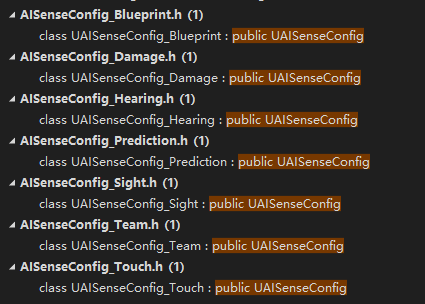 AISenseConfig_Blueprint.h (1)
class UAISenseConfig_Blueprint : public UAISenseConfig
AISenseConfig_Damage.h (1)
class UAISenseConfig_Damage : public UAISenseConfig
AISenseConfig_Hearing.h (1)
class UAISenseConfig_Hearing : public UAISenseConfig
AISenseConfig_Prediction.h (1)
class UAISenseConfig_Prediction : public UAISenseConfig
AISenseConfig_Sight.h (1)
class UAISenseConfig_Sight : public UAISenseConfig
AISenseConfig_Team.h (1)
class UAISenseConfig_Team : public UAISenseConfig
AISenseConfig_Touch.h (1)
class UAISenseConfig_Touch : public UAISenseConfig